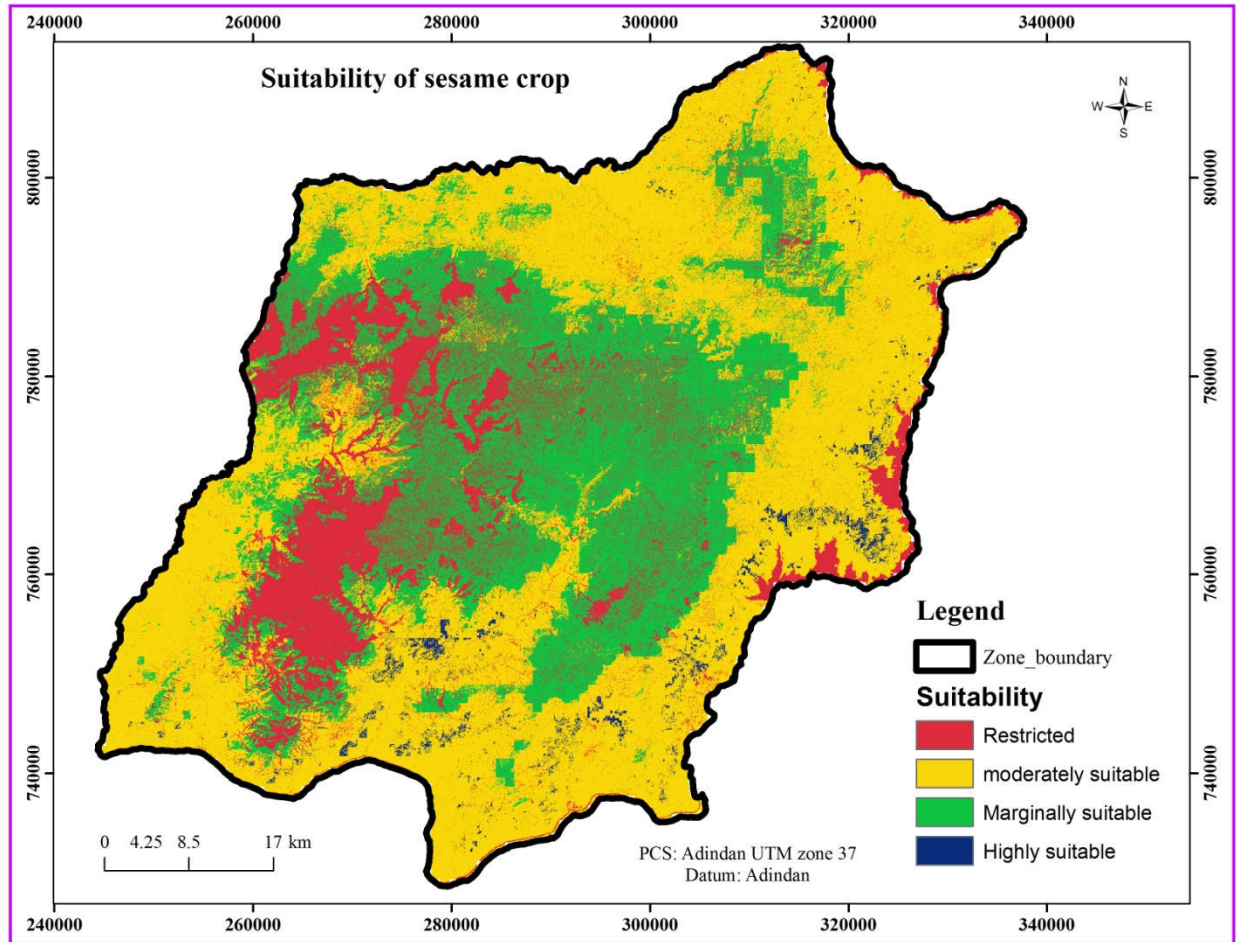 240000 260000 280000 300000 320000 340000
Suitability of sesame crop
N
W E
S
800000 800000
780000 780000
760000 760000
740000 740000
Legend
Zone_boundary
Suitability
Restricted
moderately suitable
Marginally suitable
Highly suitable
0 4.25 8.5 17 km
PCS: Adindan UTM zone 37
Datum: Adindan
240000 260000 280000 300000 320000 340000